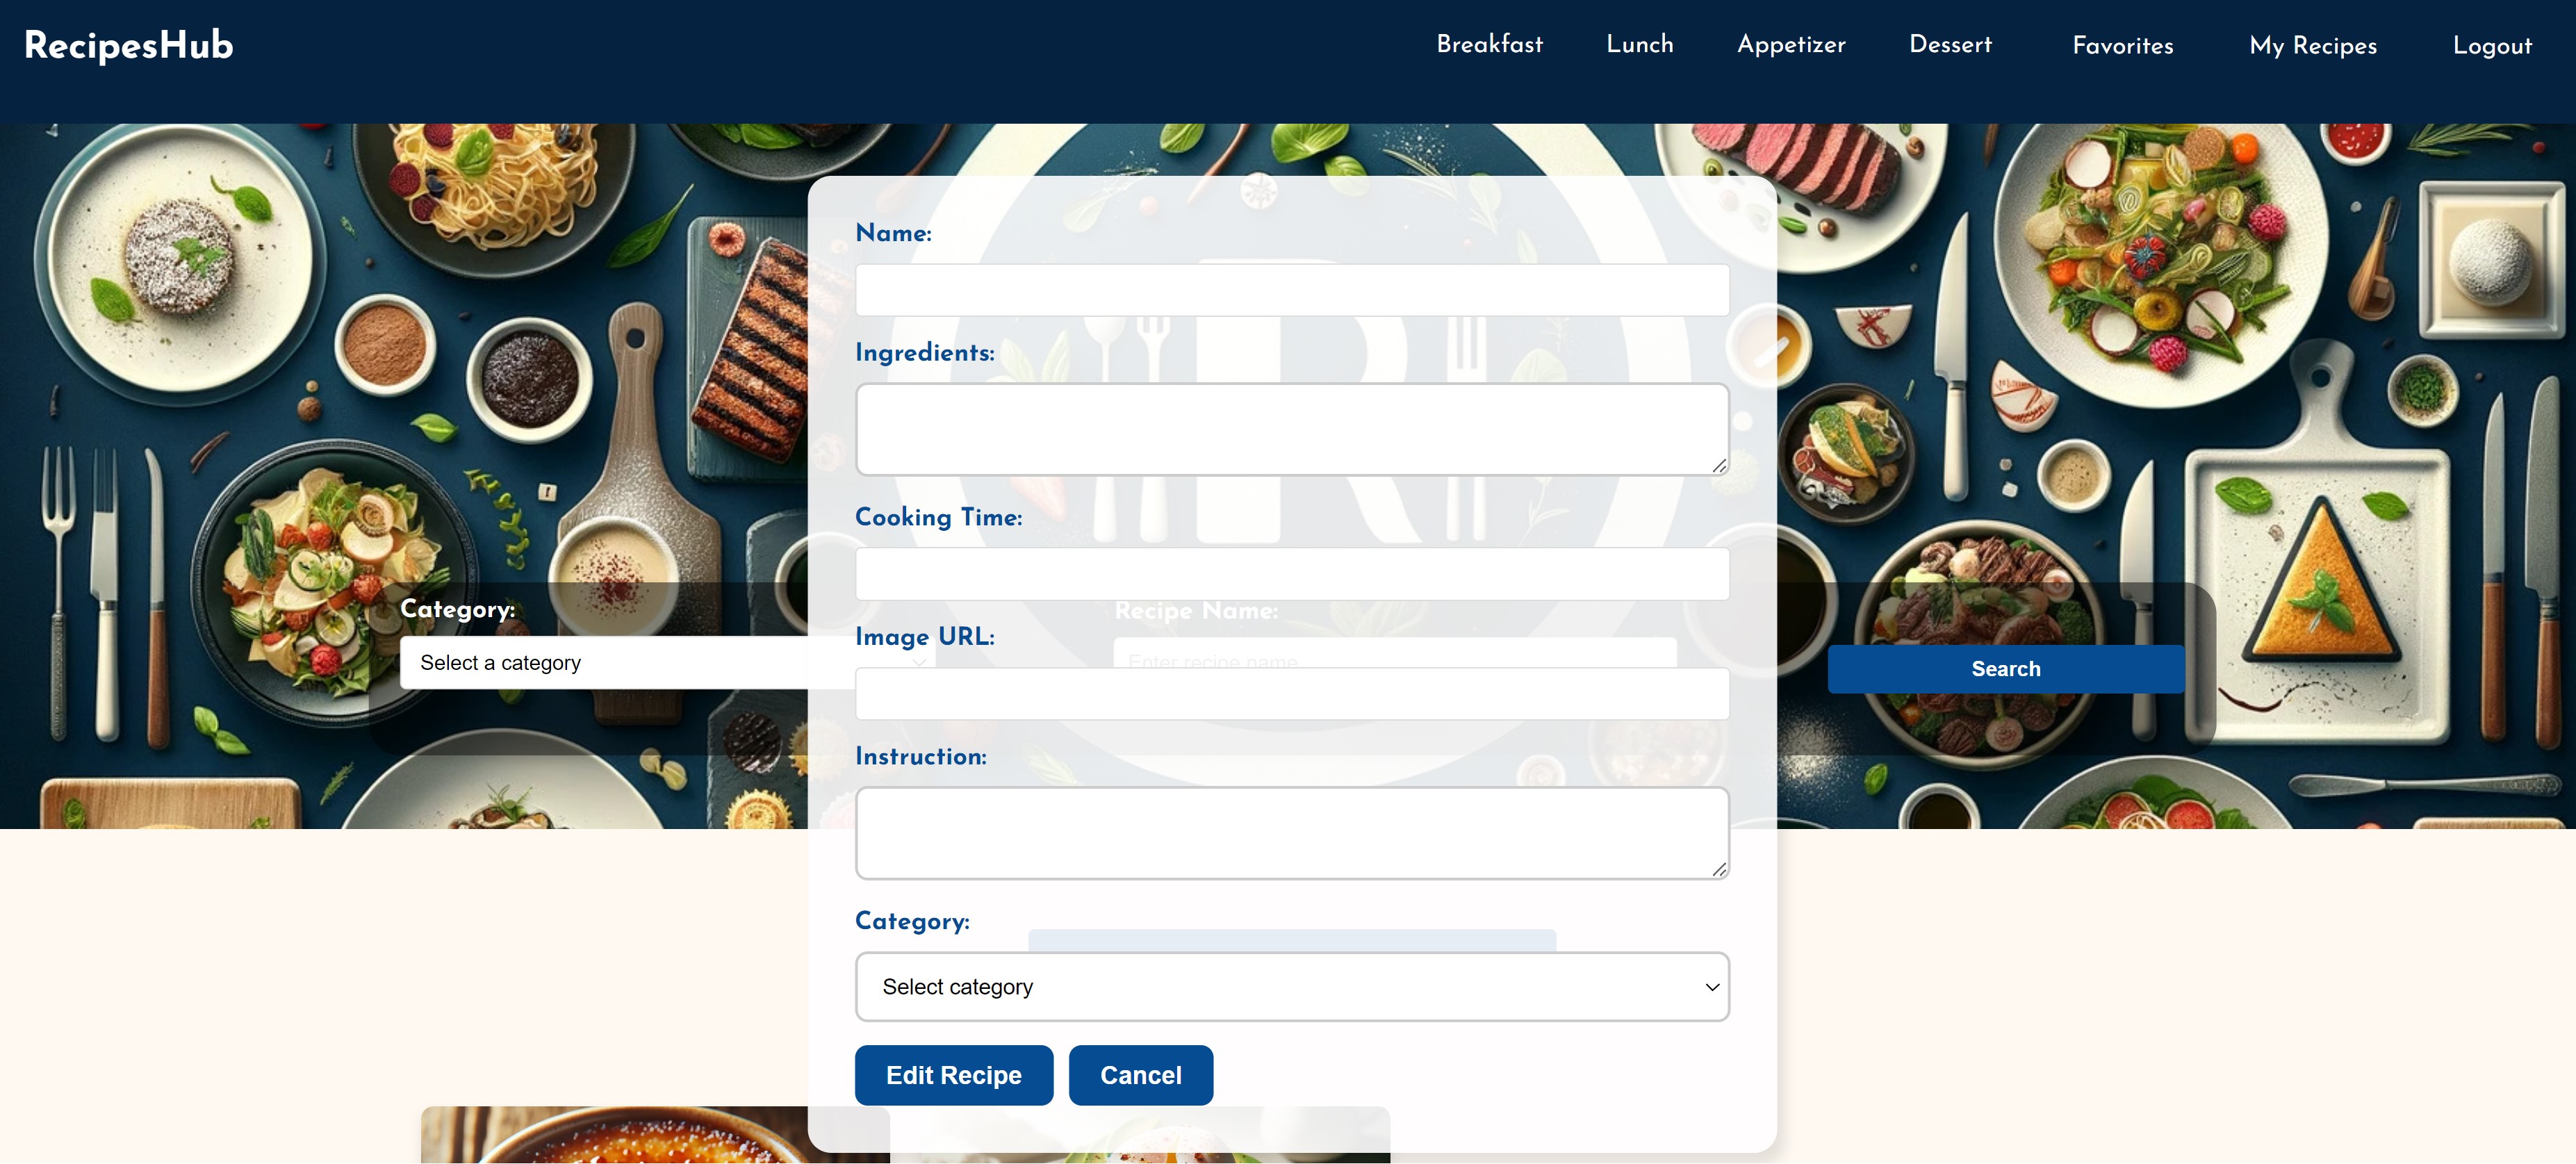 RecipesHub
Breakfast Lunch Appetizer Dessert Favorites My Recipes Logout
Name:
Ingredients:
Cooking Time:
Category:
Recipe Name:
Image URL:
Select a category
Enter recipe name
Search
Instruction:
Category:
Select category
Edit Recipe Cancel
R